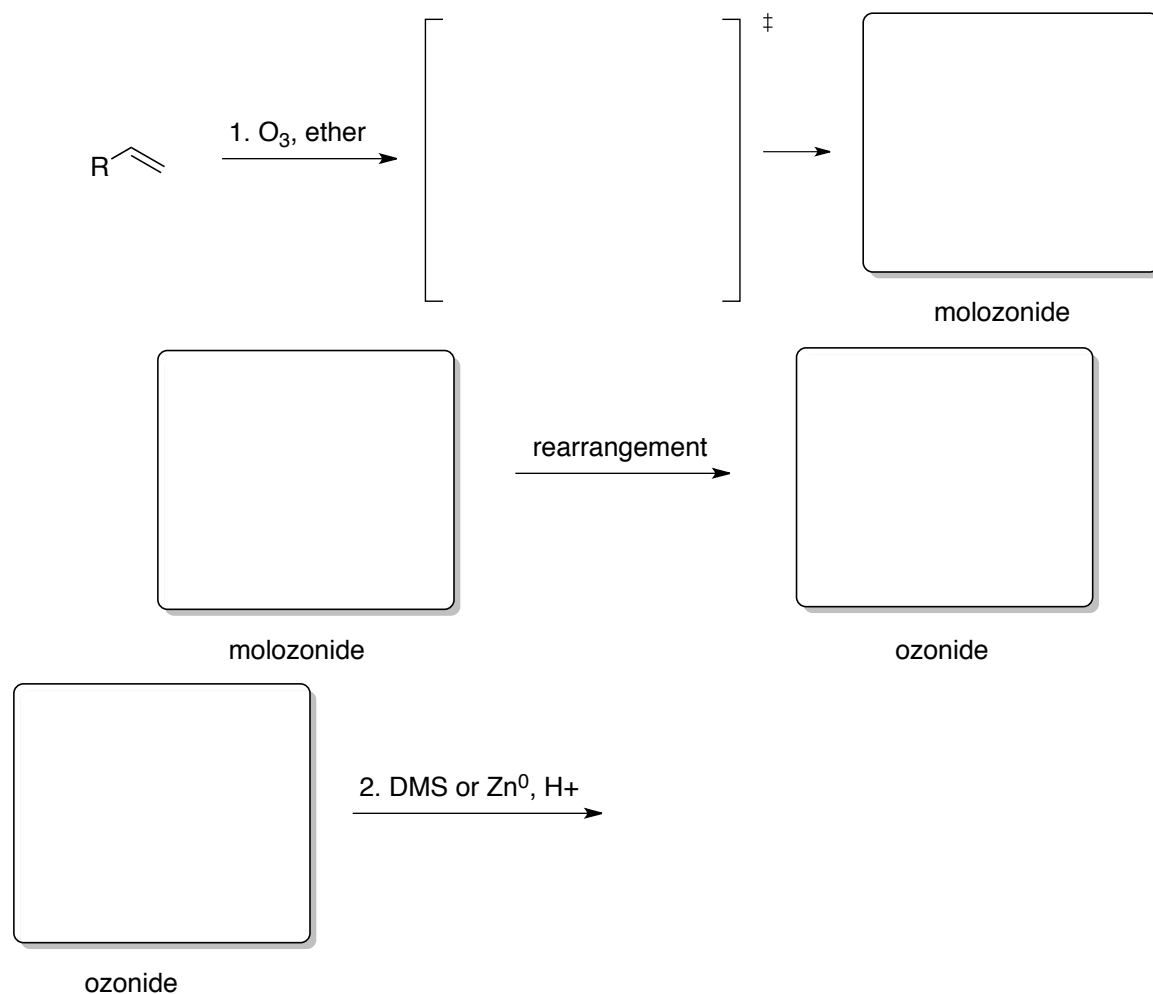 1. O₃, ether
R
‡
molozonide
rearrangement
molozonide
ozonide
2. DMS or Zn⁰, H+
ozonide